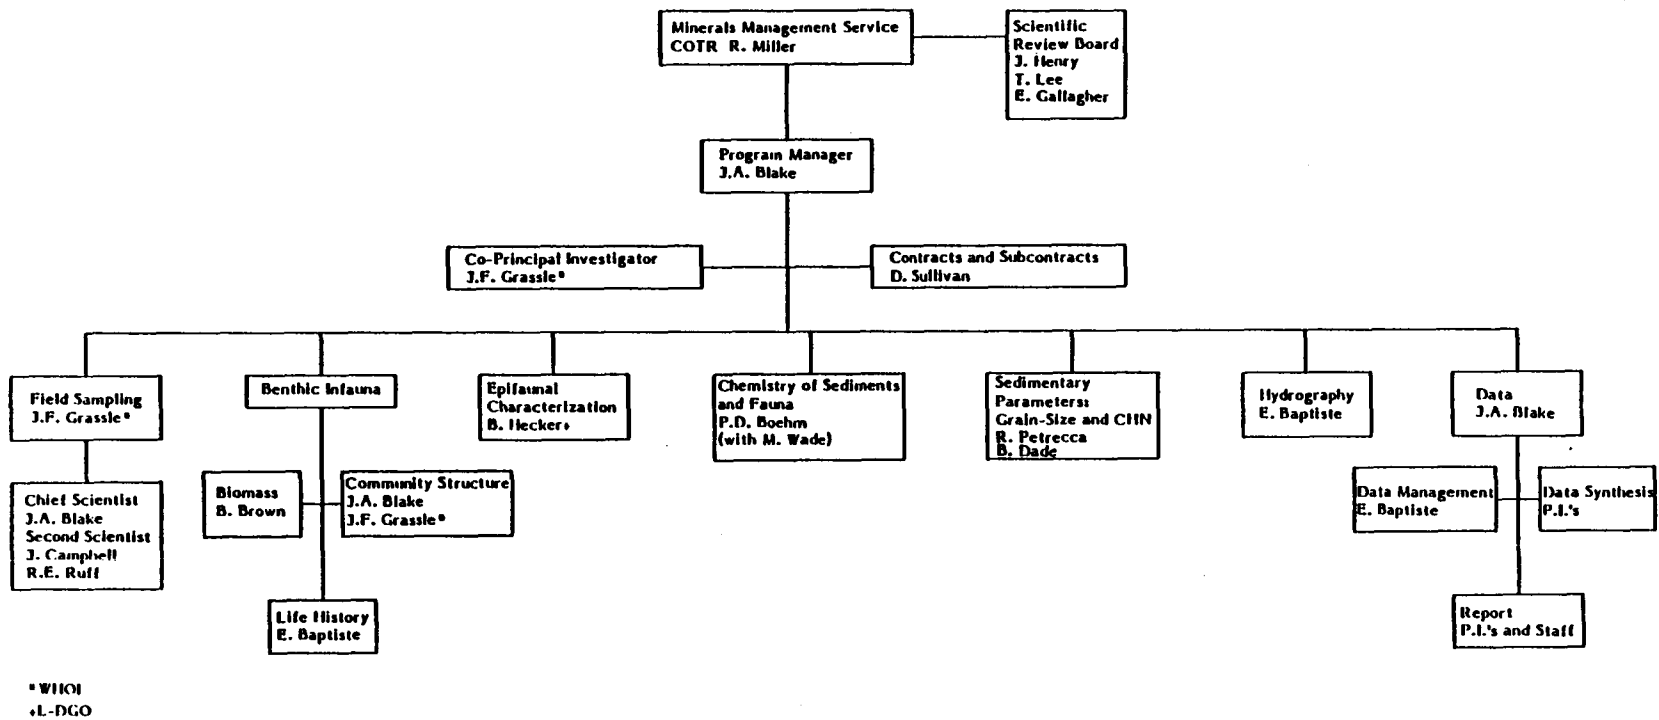 Minerals Management Service
COTR R. Miller
Scientific
Review Board
J. Henry
T. Lee
E. Gallagher
Program Manager
J.A. Blake
Co-Principal Investigator
J.F. Grassle*
Contracts and Subcontracts
D. Sullivan
Field Sampling
J.F. Grassle*
Benthic Infauna
Epifaunal
Characterization
B. Hecker+
Chemistry of Sediments
and Fauna
P.D. Boehm
(with M. Wade)
Sedimentary
Parameters:
Grain-Size and CHN
R. Petrecca
B. Dade
Hydrography
E. Baptiste
Data
J.A. Blake
Chief Scientist
J.A. Blake
Second Scientist
J. Campbell
R.E. Ruff
Biomass
B. Brown
Community Structure
J.A. Blake
J.F. Grassle*
Life History
E. Baptiste
Data Management
E. Baptiste
Data Synthesis
P.I.'s
Report
P.I.'s and Staff
* WHOI
+L-DGO